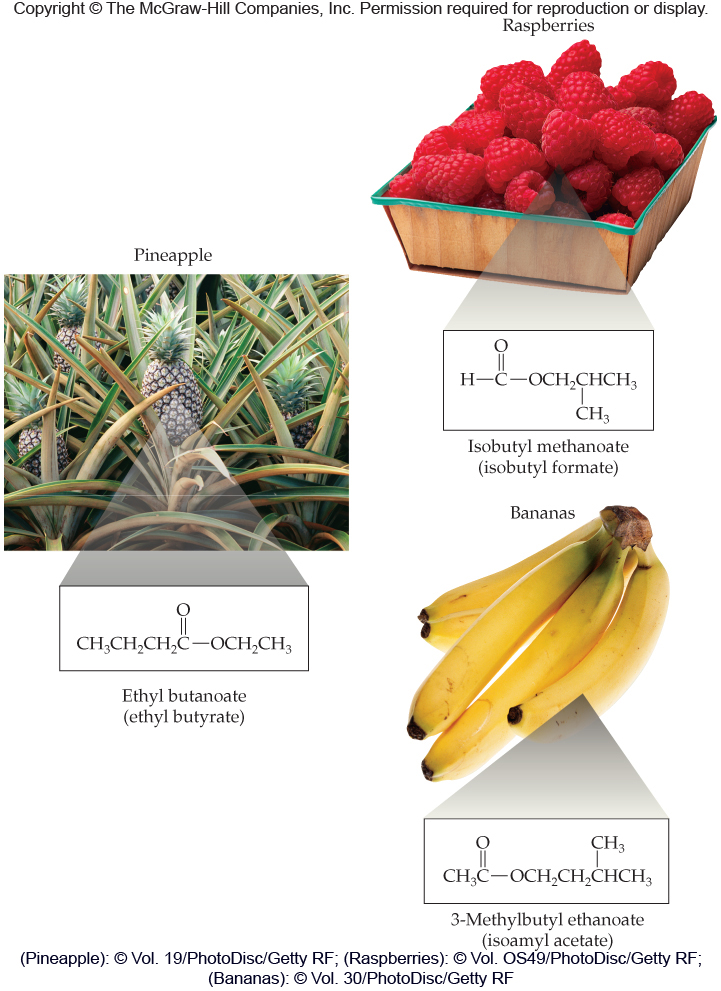 Copyright © The McGraw-Hill Companies, Inc. Permission required for reproduction or display.
Raspberries
O
H—C—OCH₂CHCH₃
CH₃
Isobutyl methanoate
(isobutyl formate)
Pineapple
O
CH₃CH₂CH₂C—OCH₂CH₃
Ethyl butanoate
(ethyl butyrate)
Bananas
O CH₃
CH₃C—OCH₂CH₂CHCH₃
3-Methylbutyl ethanoate
(isoamyl acetate)
(Pineapple): © Vol. 19/PhotoDisc/Getty RF; (Raspberries): © Vol. OS49/PhotoDisc/Getty RF;
(Bananas): © Vol. 30/PhotoDisc/Getty RF